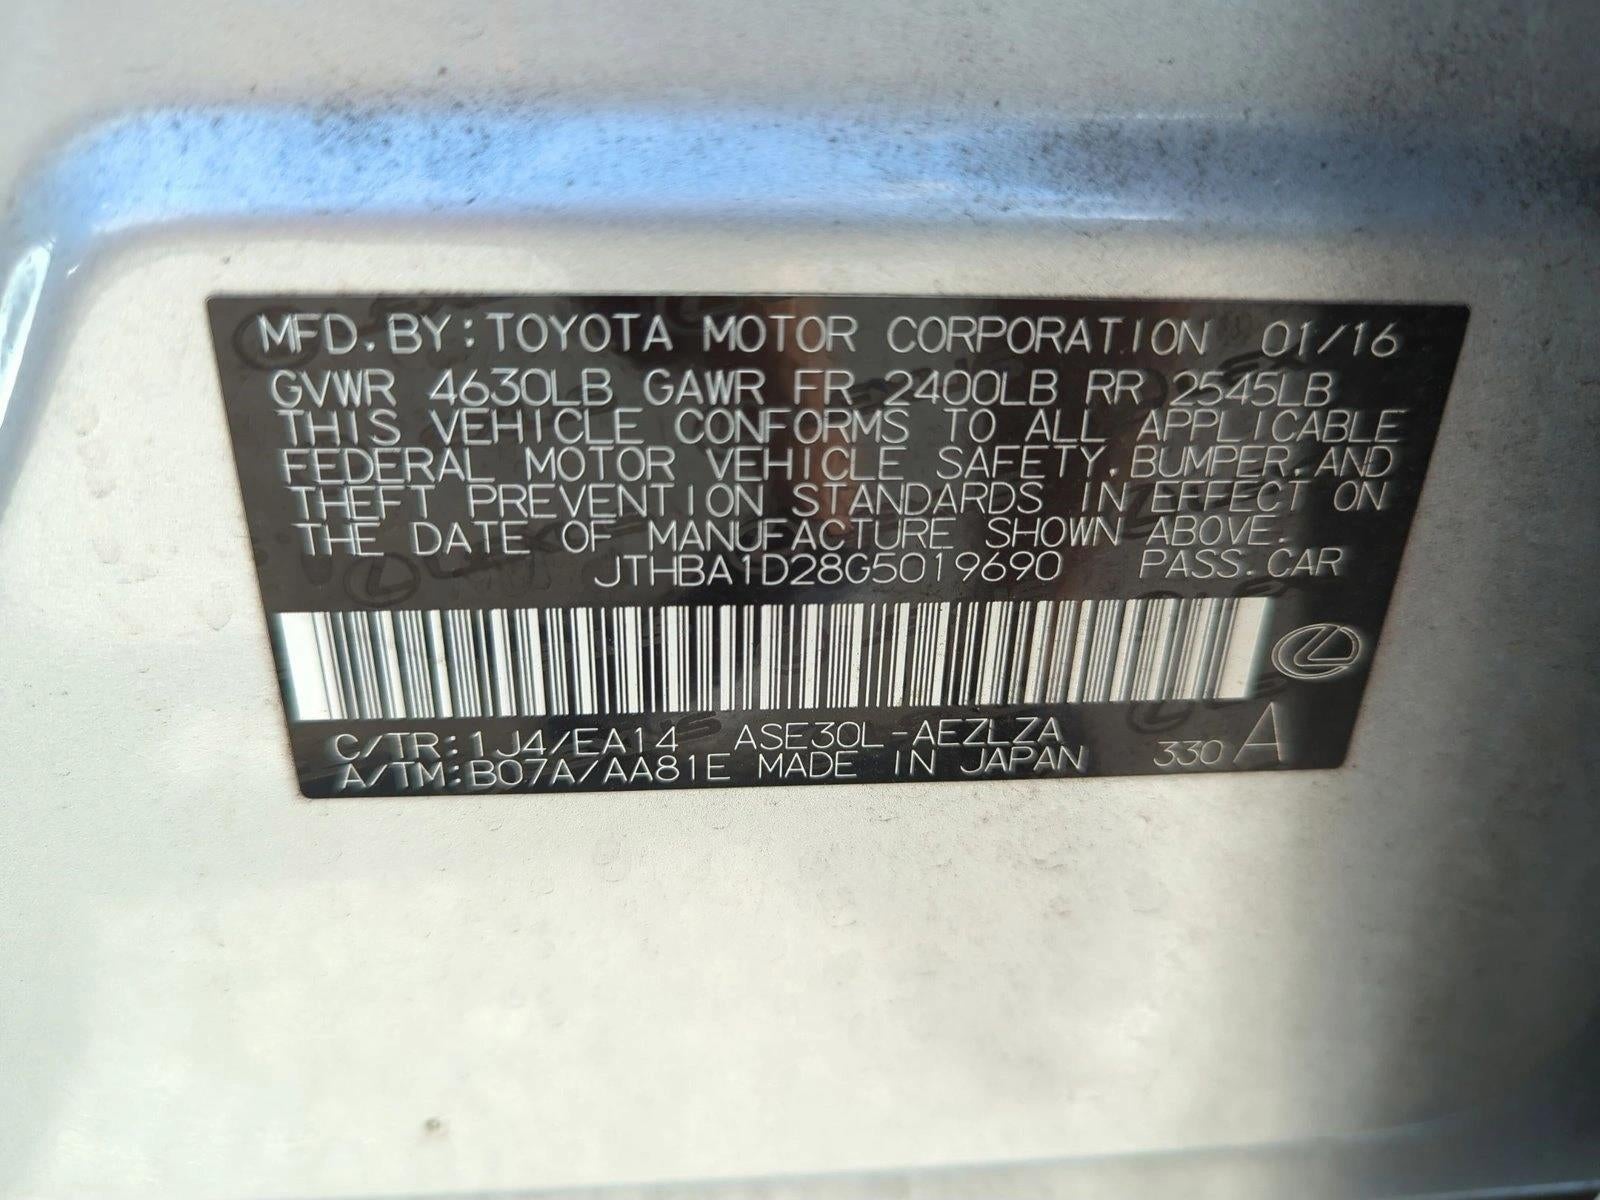 MFD. BY: TOYOTA MOTOR CORPORATION 01/16
GVWR 4630LB GAWR FR 2400LB RR 2545LB
THIS VEHICLE CONFORMS TO ALL APPLICABLE
FEDERAL MOTOR VEHICLE SAFETY, BUMPER, AND
THEFT PREVENTION STANDARDS IN EFFECT ON
THE DATE OF MANUFACTURE SHOWN ABOVE.
JTHBA1D28G5019690 PASS. CAR
C/TR: 1J4/EA14 ASE30L-AEZLZA
A/TM: B07A/AA81E MADE IN JAPAN 330 A